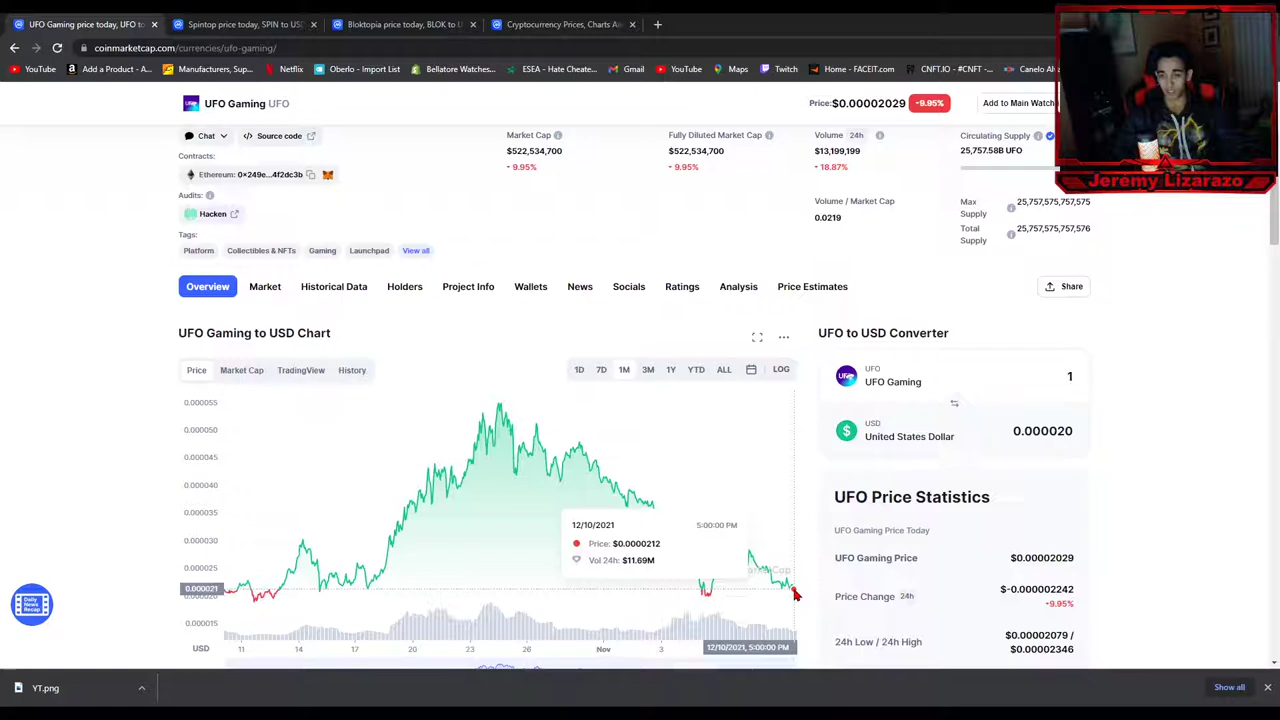 UFO Gaming price today, UFO to
Spintop price today, SPIN to USD
Bloktopia price today, BLOK to
Cryptocurrency Prices, Charts A
coinmarketcap.com/currencies/ufo-gaming/
YouTube
Add a Product - A...
Manufacturers, Sup...
Netflix
Oberlo - Import List
Bellstore Watches...
ESEA - Hate Cheate...
Gmail
YouTube
Maps
Twitch
Home - FACEIT.com
CNFT.IO - #CNFT -...
Canelo Al
UFO Gaming UFO
Price: $0.00002029 -9.95%
Add to Main Watch
Jeremy Lizarazo
Chat
Source code
Contracts:
Ethereum: 0x249e...4f2dc3b
Audits:
Hacken
Tags:
Platform
Collectibles & NFTs
Gaming
Launchpad
View all
Market Cap
$522,534,700
9.95%
Fully Diluted Market Cap
$522,534,700
9.95%
Volume 24h
$13,199,199
18.87%
Volume / Market Cap
0.0219
Circulating Supply
25,757.58B UFO
Max Supply
25,757,575,757,575
Total Supply
25,757,575,757,576
Overview
Market
Historical Data
Holders
Project Info
Wallets
News
Socials
Ratings
Analysis
Price Estimates
Share
UFO Gaming to USD Chart
Price
Market Cap
TradingView
History
1D
7D
1M
3M
1Y
YTD
ALL
LOG
0.000055
0.000050
0.000045
0.000040
0.000035
0.000030
0.000025
0.000021
0.000020
0.000015
12/10/2021 5:00:00 PM
Price: $0.0000212
Vol 24h: $11.69M
USD
11
14
17
20
23
26
Nov
3
12/10/2021, 5:00:00 PM
UFO to USD Converter
UFO
UFO Gaming
1
USD
United States Dollar
0.000020
UFO Price Statistics
UFO Gaming Price Today
UFO Gaming Price
$0.00002029
Price Change 24h
$-0.000002242
9.95%
24h Low / 24h High
$0.00002079 /
$0.00002346
Daily
News
Recap
YT.png
Show all